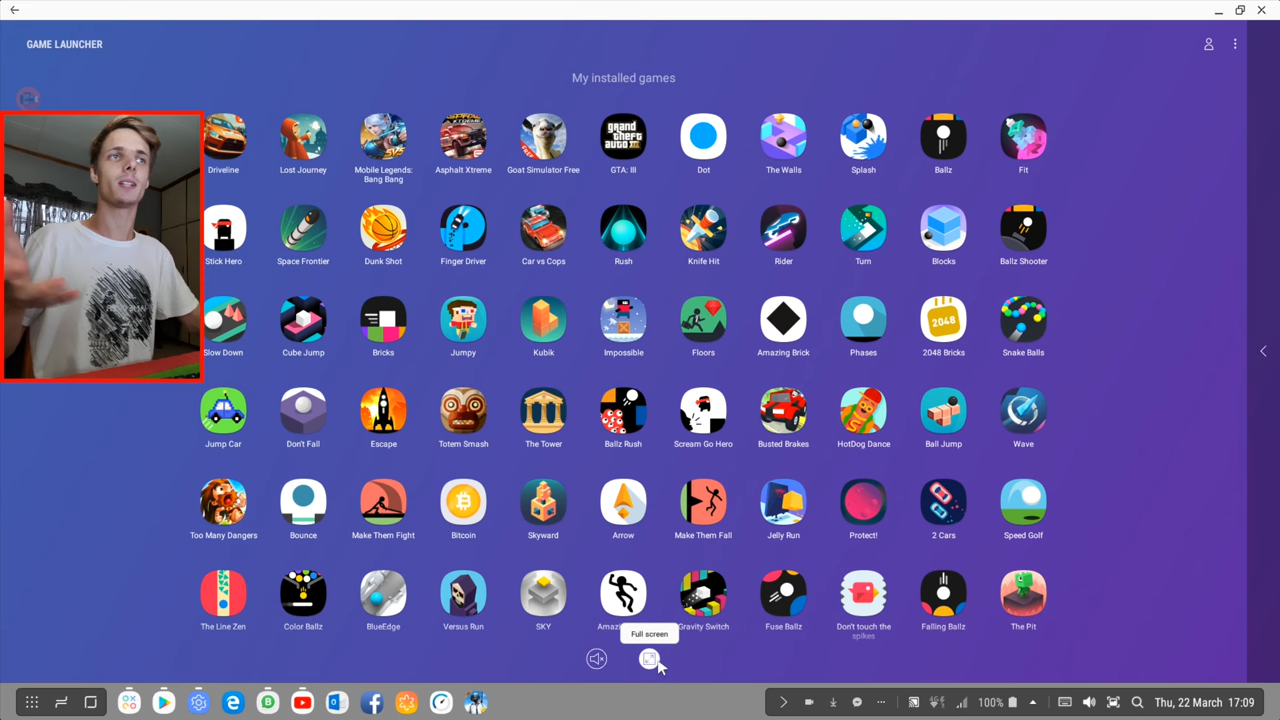 GAME LAUNCHER
My installed games
GRAND
theft
AUTO
Driveline
Lost Journey
Mobile Legends: Bang Bang
Asphalt Xtreme
Goat Simulator Free
GTA: III
Dot
The Walls
Splash
Ballz
Fit
Stick Hero
Space Frontier
Dunk Shot
Finger Driver
Car vs Cops
Rush
Knife Hit
Rider
Turn
Blocks
Ballz Shooter
2048
Slow Down
Cube Jump
Bricks
Jumpy
Kubik
Impossible
Floors
Amazing Brick
Phases
2048 Bricks
Snake Balls
Jump Car
Don't Fall
Escape
Totem Smash
The Tower
Ballz Rush
Scream Go Hero
Busted Brakes
HotDog Dance
Ball Jump
Wave
Too Many Dangers
Bounce
Make Them Fight
Bitcoin
Skyward
Arrow
Make Them Fall
Jelly Run
Protect!
2 Cars
Speed Golf
The Line Zen
Color Ballz
BlueEdge
Versus Run
SKY
Gravity Switch
Fuse Ballz
Don't touch the spikes
Falling Ballz
The Pit
Full screen
100%
Thu, 22 March 17:09